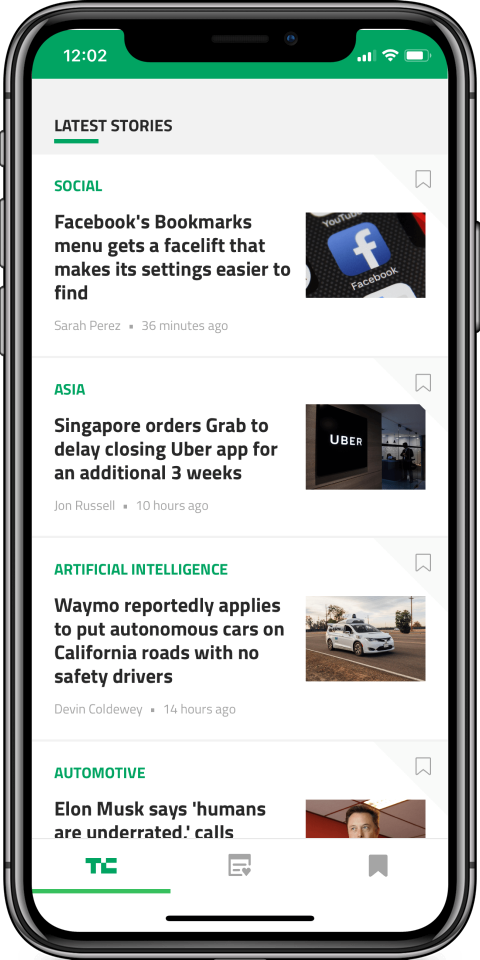 12:02
LATEST STORIES
SOCIAL
Facebook's Bookmarks
menu gets a facelift that
makes its settings easier to
find
YouTube
Facebook
Sarah Perez ▪ 36 minutes ago
ASIA
Singapore orders Grab to
delay closing Uber app for
an additional 3 weeks
UBER
Jon Russell ▪ 10 hours ago
ARTIFICIAL INTELLIGENCE
Waymo reportedly applies
to put autonomous cars on
California roads with no
safety drivers
Devin Coldewey ▪ 14 hours ago
AUTOMOTIVE
Elon Musk says 'humans
are underrated,' calls
TC